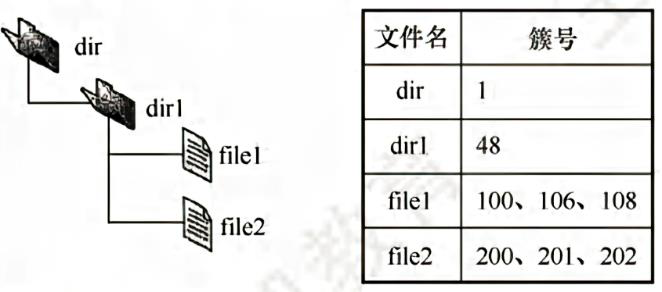 dir
dir1
file1
file2
文件名 簇号
dir 1
dir1 48
file1 100、106、108
file2 200、201、202